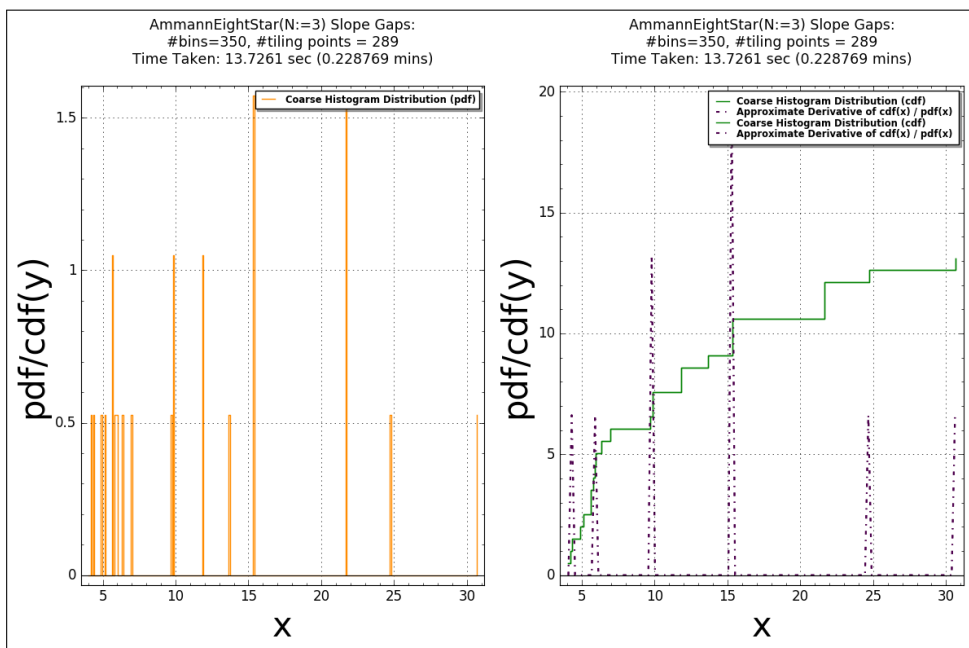 AmmannEightStar(N:=3) Slope Gaps:
#bins=350, #tiling points = 289
Time Taken: 13.7261 sec (0.228769 mins)
Coarse Histogram Distribution (pdf)
1.5
1
0.5
0
5 10 15 20 25 30
pdf/cdf(y)
x
AmmannEightStar(N:=3) Slope Gaps:
#bins=350, #tiling points = 289
Time Taken: 13.7261 sec (0.228769 mins)
Coarse Histogram Distribution (cdf)
Approximate Derivative of cdf(x) / pdf(x)
Coarse Histogram Distribution (cdf)
Approximate Derivative of cdf(x) / pdf(x)
20
15
10
5
0
5 10 15 20 25 30
pdf/cdf(y)
x